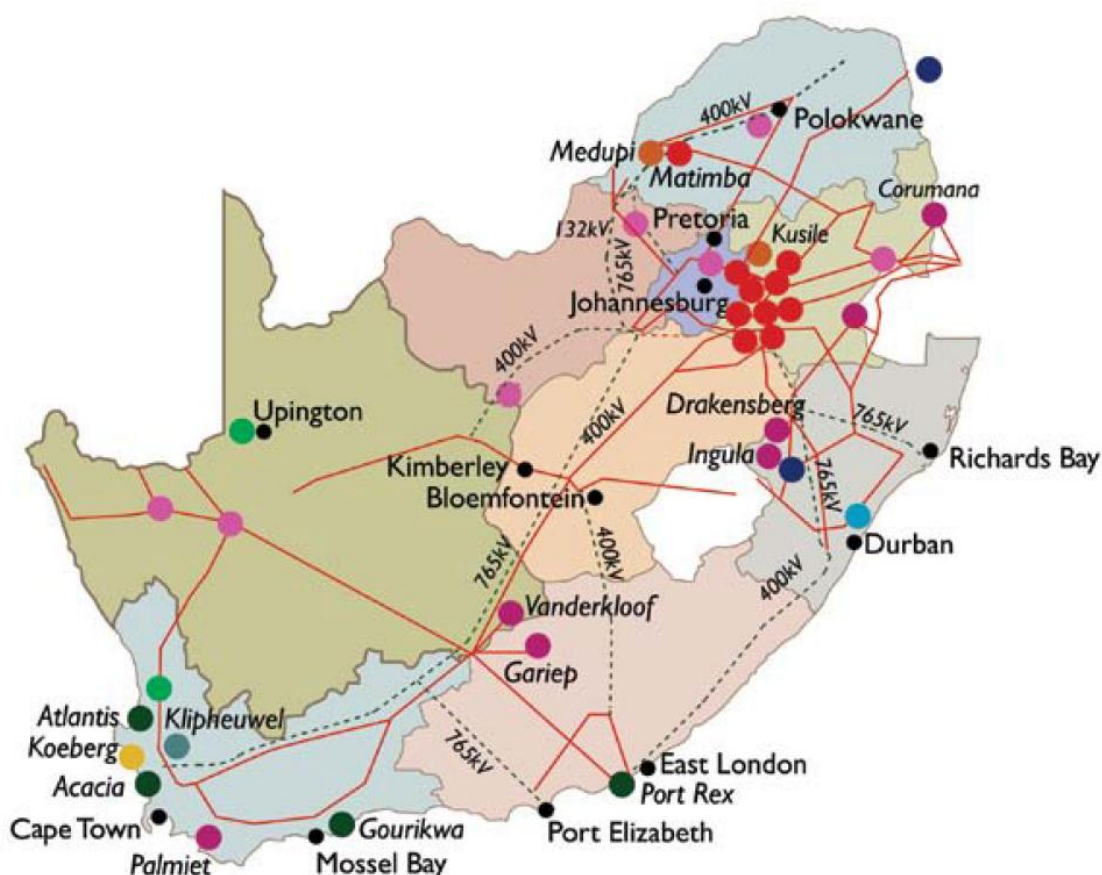 400kV
Polokwane
Medupi
Matimba
Corumana
132kV
Pretoria
Kusile
765kV
Johannesburg
400kV
Upington
400kV
Drakensberg
765kV
Kimberley
Ingula
Richards Bay
Bloemfontein
765kV
765kV
400kV
Durban
400kV
Vanderkloof
Gariep
Atlantis
Klipheuwel
Koeberg
765kV
East London
Acacia
Port Rex
Cape Town
Gourikwa
Port Elizabeth
Palmiet
Mossel Bay